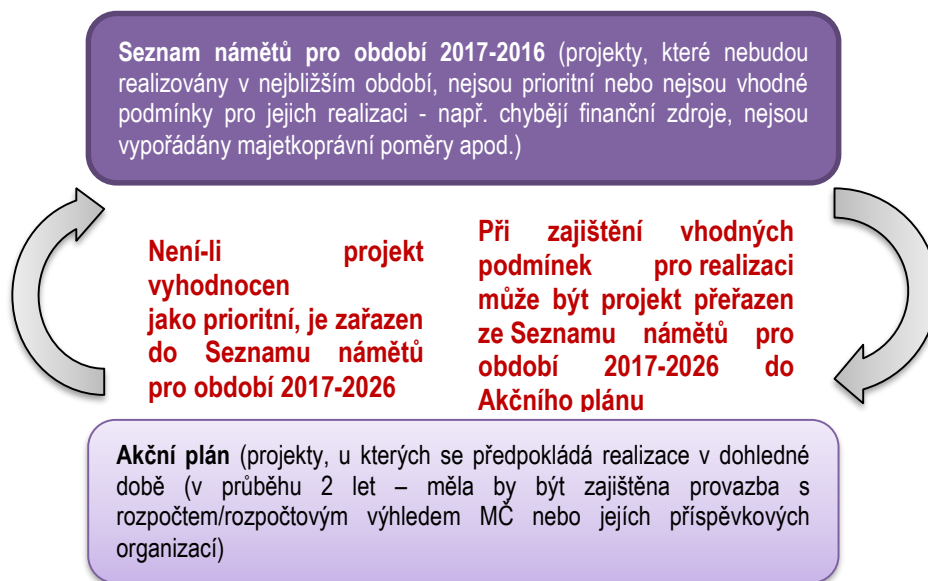 Seznam námětů pro období 2017-2016 (projekty, které nebudou
realizovány v nejbližším období, nejsou prioritní nebo nejsou vhodné
podmínky pro jejich realizaci - např. chybějí finanční zdroje, nejsou
vypořádány majetkoprávní poměry apod.)
Není-li projekt
vyhodnocen
jako prioritní, je zařazen
do Seznamu námětů
pro období 2017-2026
Při zajištění vhodných
podmínek pro realizaci
může být projekt přeřazen
ze Seznamu námětů pro
období 2017-2026 do
Akčního plánu
Akční plán (projekty, u kterých se předpokládá realizace v dohledné
době (v průběhu 2 let – měla by být zajištěna provazba s
rozpočtem/rozpočtovým výhledem MČ nebo jejích příspěvkových
organizací)